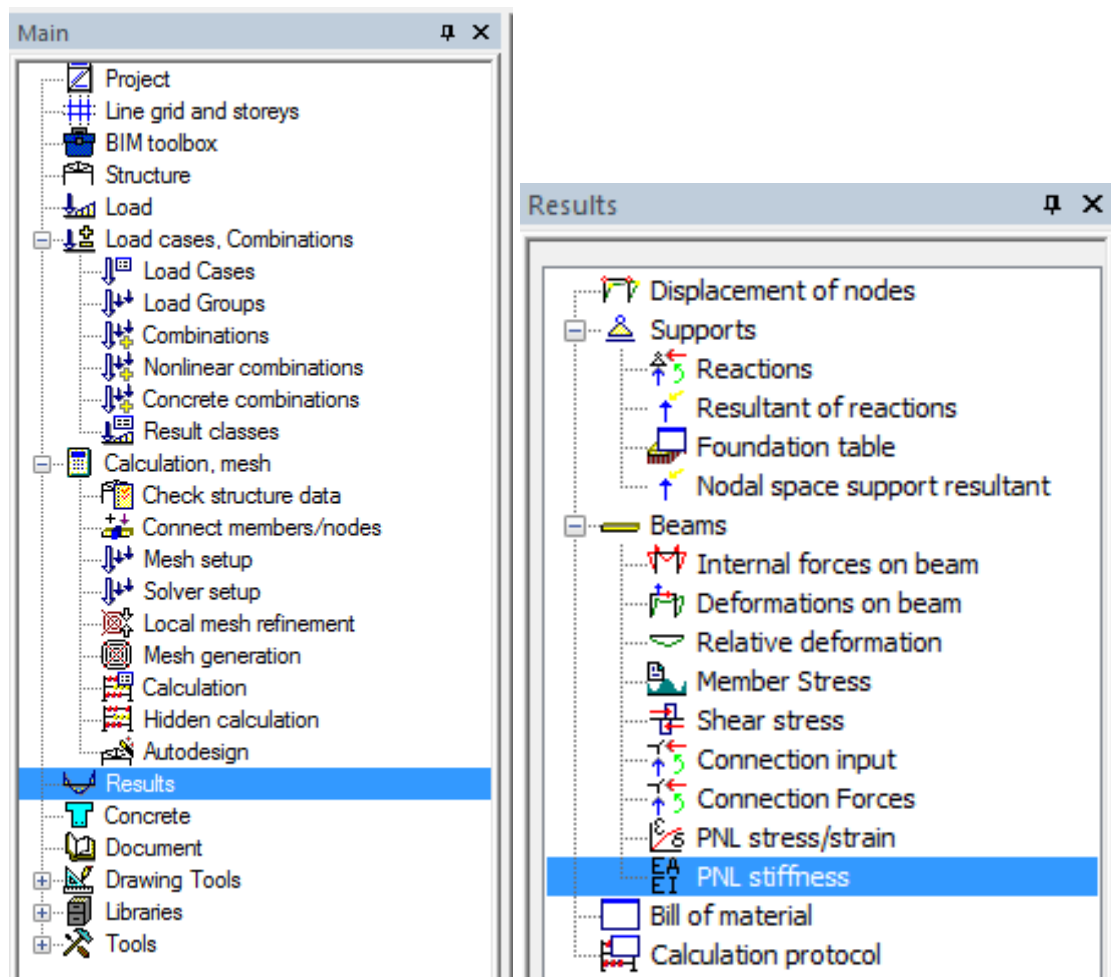 Main
Project
Line grid and storeys
BIM toolbox
Structure
Load
Load cases, Combinations
Load Cases
Load Groups
Combinations
Nonlinear combinations
Concrete combinations
Result classes
Calculation, mesh
Check structure data
Connect members/nodes
Mesh setup
Solver setup
Local mesh refinement
Mesh generation
Calculation
Hidden calculation
Autodesign
Results
Concrete
Document
Drawing Tools
Libraries
Tools
Results
Displacement of nodes
Supports
Reactions
Resultant of reactions
Foundation table
Nodal space support resultant
Beams
Internal forces on beam
Deformations on beam
Relative deformation
Member Stress
Shear stress
Connection input
Connection Forces
PNL stress/strain
EA
EI PNL stiffness
Bill of material
Calculation protocol